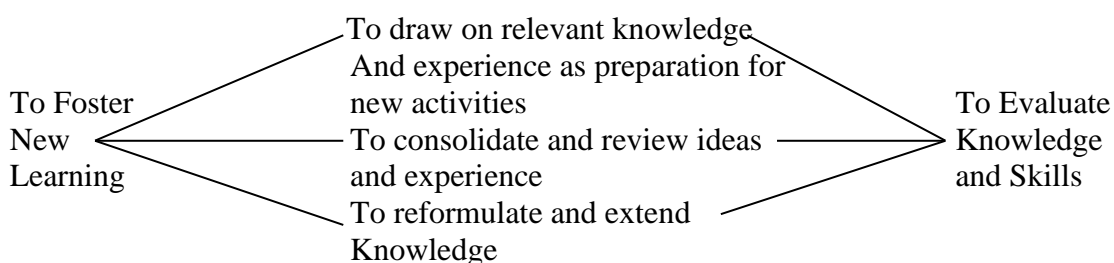 To Foster
New
Learning
To draw on relevant knowledge
And experience as preparation for
new activities
To consolidate and review ideas
and experience
To reformulate and extend
Knowledge
To Evaluate
Knowledge
and Skills